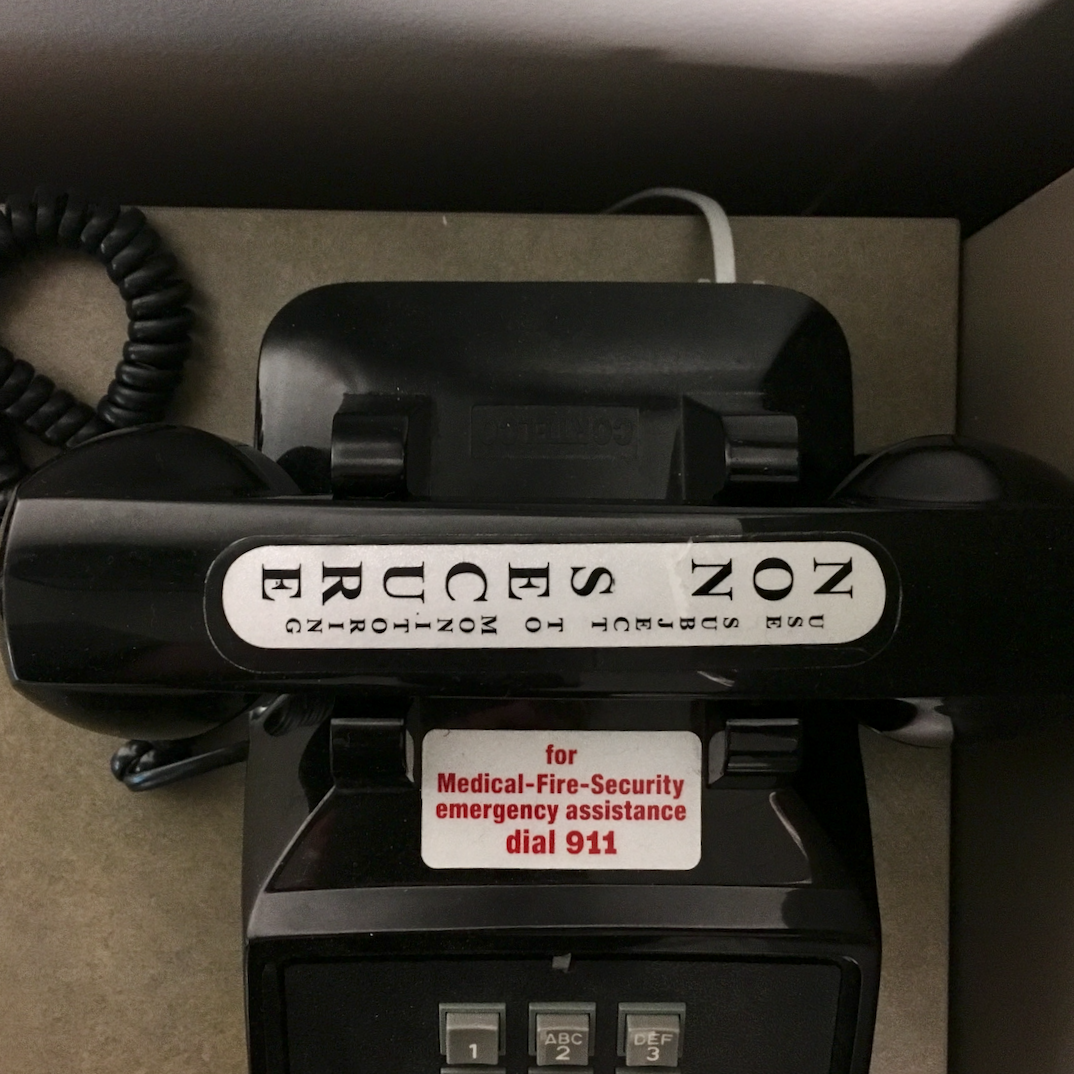 CORTELCO
NON SECURE
USE SUBJECT TO MONITORING
for
Medical-Fire-Security
emergency assistance
dial 911
1
ABC
2
DEF
3